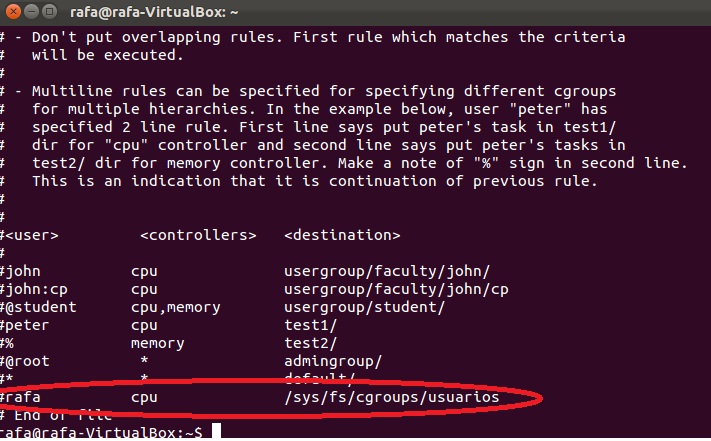 rafa@rafa-VirtualBox: ~
# - Don't put overlapping rules. First rule which matches the criteria
#   will be executed.
#
# - Multiline rules can be specified for specifying different cgroups
#   for multiple hierarchies. In the example below, user "peter" has
#   specified 2 line rule. First line says put peter's task in test1/
#   dir for "cpu" controller and second line says put peter's tasks in
#   test2/ dir for memory controller. Make a note of "%" sign in second line.
#   This is an indication that it is continuation of previous rule.
#
#
#<user>         <controllers>   <destination>
#
#john          cpu             usergroup/faculty/john/
#john:cp       cpu             usergroup/faculty/john/cp
#@student      cpu,memory      usergroup/student/
#peter         cpu             test1/
#%             memory          test2/
#@root          *              admingroup/
#*              *              default/
#rafa          cpu             /sys/fs/cgroups/usuarios
# End of file
rafa@rafa-VirtualBox:~$